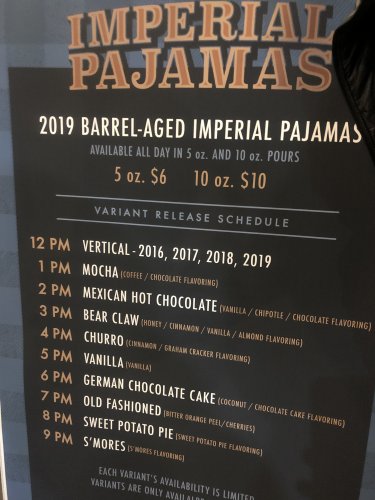 IMPERIAL
PAJAMAS
2019 BARREL-AGED IMPERIAL PAJAMAS
AVAILABLE ALL DAY IN 5 oz. AND 10 oz. POURS
5 oz. $6 10 oz. $10
VARIANT RELEASE SCHEDULE
12 PM VERTICAL - 2016, 2017, 2018, 2019
1 PM MOCHA (COFFEE / CHOCOLATE FLAVORING)
2 PM MEXICAN HOT CHOCOLATE (VANILLA / CHIPOTLE / CHOCOLATE FLAVORING)
3 PM BEAR CLAW (HONEY / CINNAMON / VANILLA / ALMOND FLAVORING)
4 PM CHURRO (CINNAMON / GRAHAM CRACKER FLAVORING)
5 PM VANILLA (VANILLA)
6 PM GERMAN CHOCOLATE CAKE (COCONUT / CHOCOLATE CAKE FLAVORING)
7 PM OLD FASHIONED (BITTER ORANGE PEEL/CHERRIES)
8 PM SWEET POTATO PIE (SWEET POTATO PIE FLAVORING)
9 PM S'MORES (S'MORES FLAVORING)
EACH VARIANT'S AVAILABILITY IS LIMITED
VARIANTS ARE ONLY